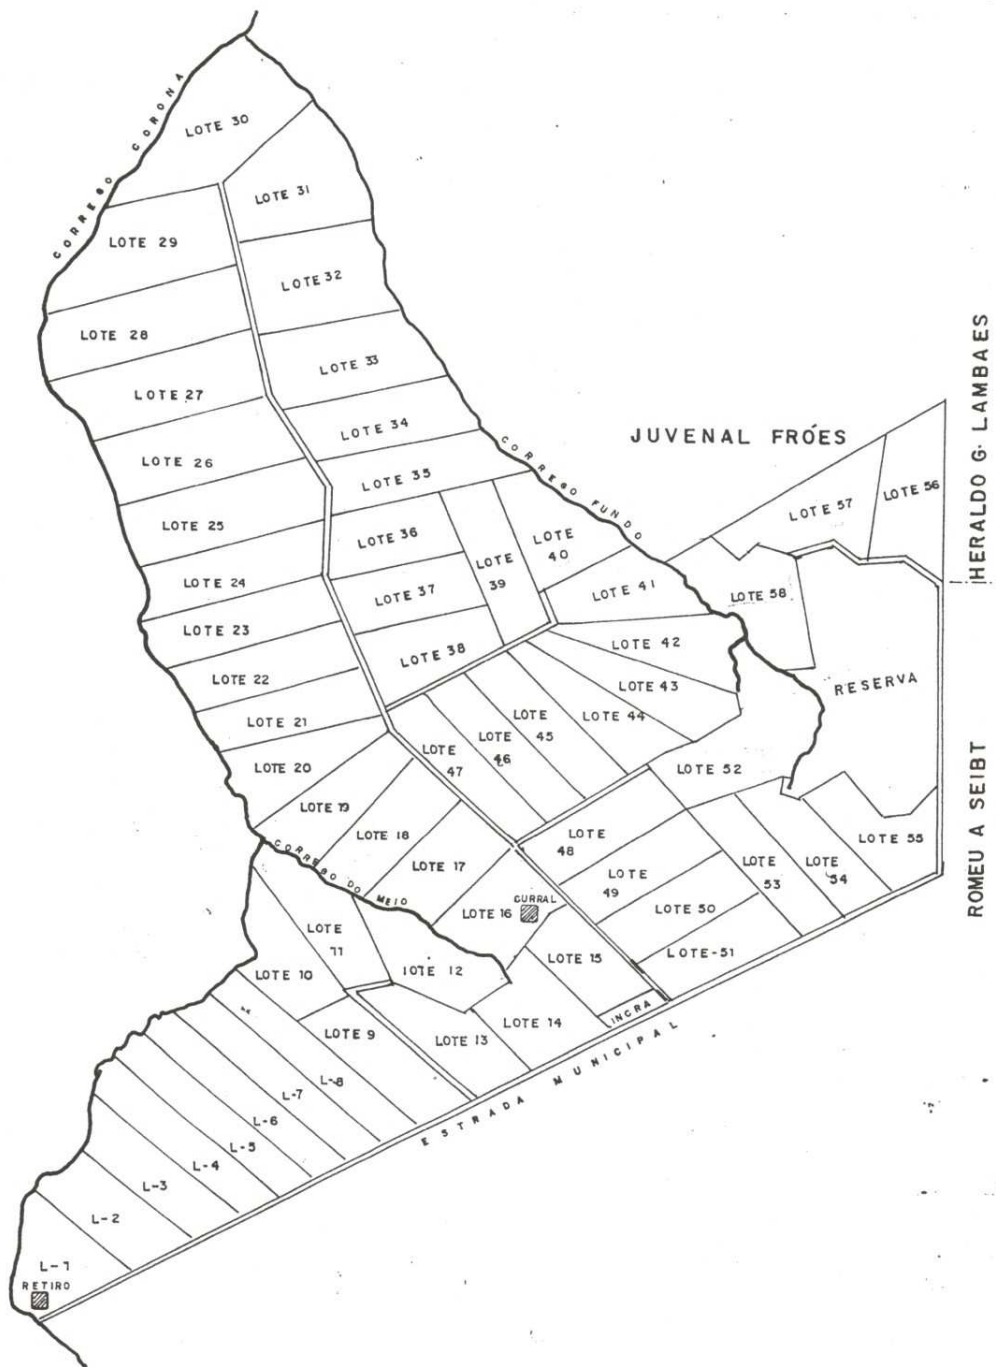 CORREGO CORONA
LOTE 30
LOTE 31
LOTE 29
LOTE 32
LOTE 28
LOTE 33
LOTE 27
LOTE 34
LOTE 26
LOTE 35
LOTE 25
LOTE 36
LOTE 24
LOTE 37
LOTE 23
LOTE 38
LOTE 22
LOTE 21
LOTE 20
LOTE
39
LOTE
40
CORREGO FUNDO
JUVENAL FRÓES
HERALDO G. LAMBAES
ROMEU A SEIBT
LOTE 56
LOTE 57
LOTE 58
RESERVA
LOTE 41
LOTE 42
LOTE 43
LOTE 44
LOTE
45
LOTE
46
LOTE
47
LOTE
48
LOTE
49
LOTE 50
LOTE-51
LOTE 52
LOTE
53
LOTE
54
LOTE 55
LOTE 19
LOTE 18
LOTE 17
LOTE 16
CURRAL
CORREGO DO MEIO
LOTE 15
LOTE 14
INCRA
LOTE 13
LOTE 12
LOTE
11
LOTE 10
LOTE 9
L-8
L-7
L-6
L-5
L-4
L-3
L-2
L-1
RETIRO
ESTRADA MUNICIPAL